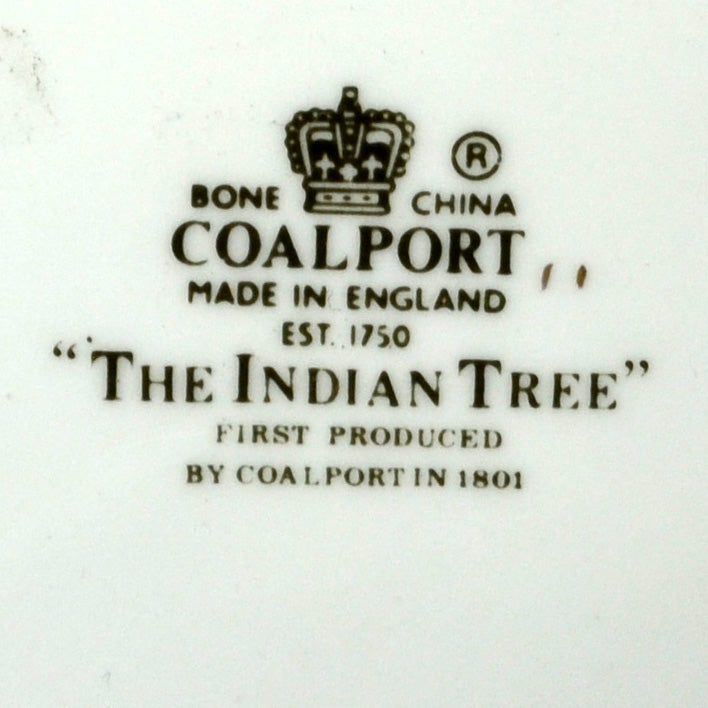 ®
BONE CHINA
COALPORT
MADE IN ENGLAND
EST. 1750
"THE INDIAN TREE"
FIRST PRODUCED
BY COALPORT IN 1801